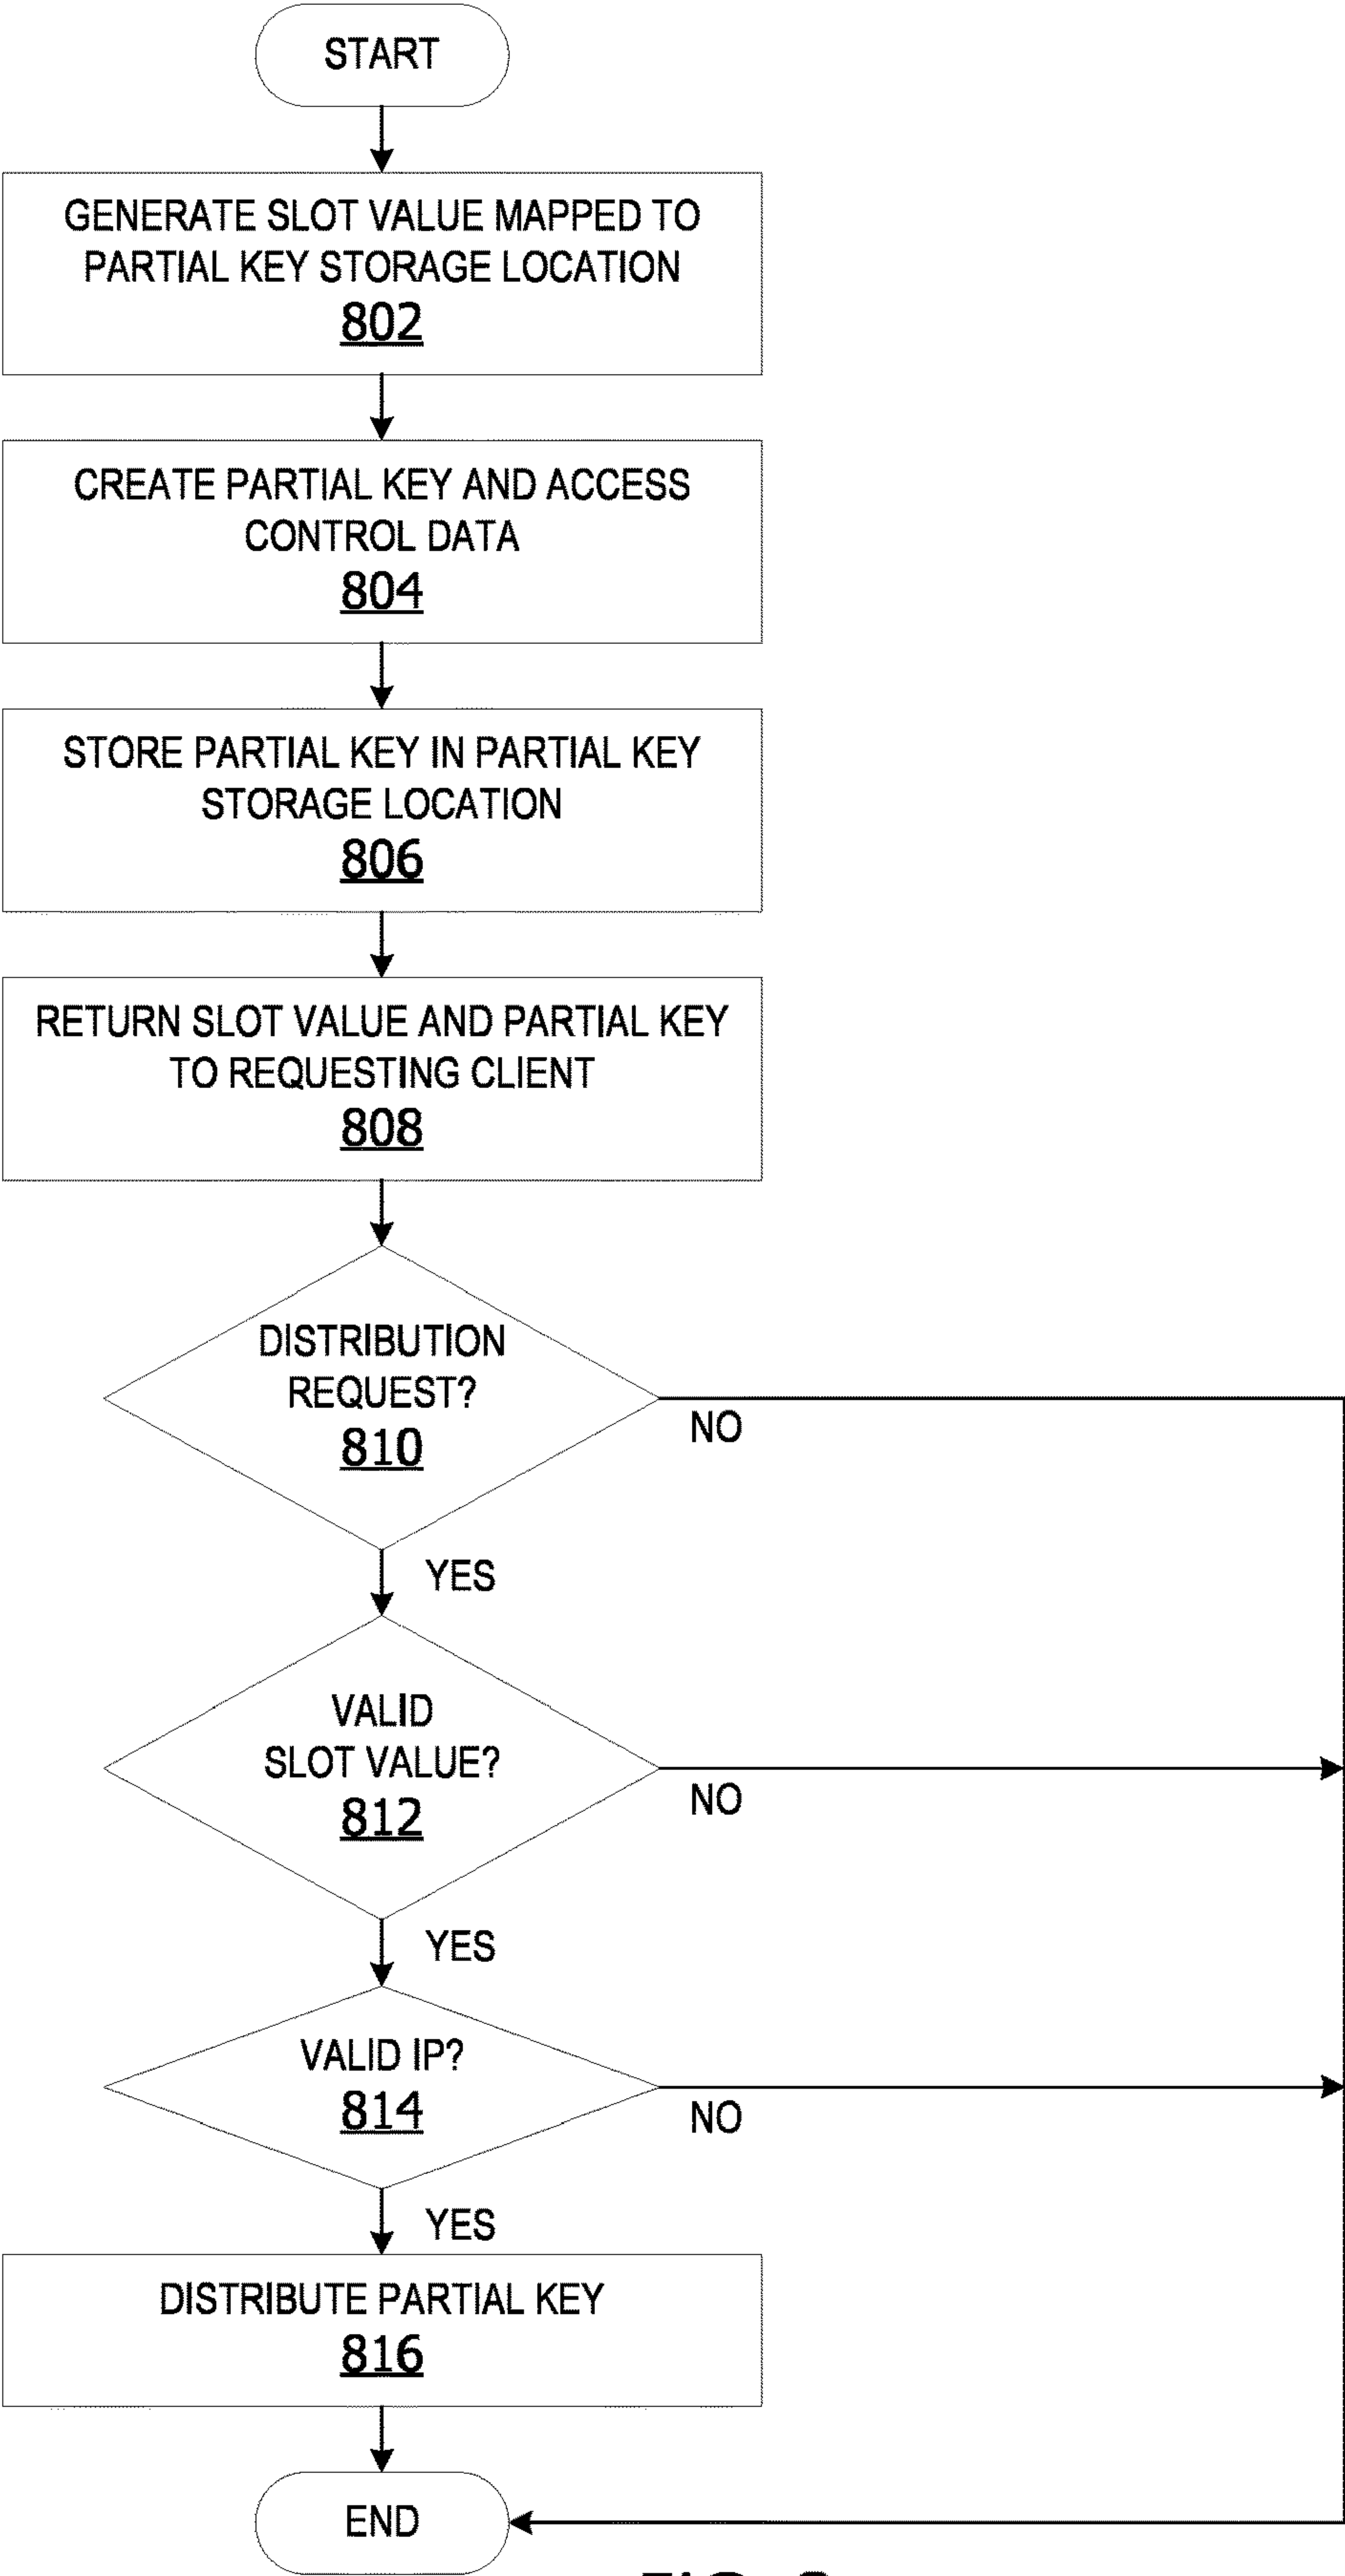 START
GENERATE SLOT VALUE MAPPED TO
PARTIAL KEY STORAGE LOCATION
802
CREATE PARTIAL KEY AND ACCESS
CONTROL DATA
804
STORE PARTIAL KEY IN PARTIAL KEY
STORAGE LOCATION
806
RETURN SLOT VALUE AND PARTIAL KEY
TO REQUESTING CLIENT
808
DISTRIBUTION
REQUEST?
810
NO
YES
VALID
SLOT VALUE?
812
NO
YES
VALID IP?
814
NO
YES
DISTRIBUTE PARTIAL KEY
816
END